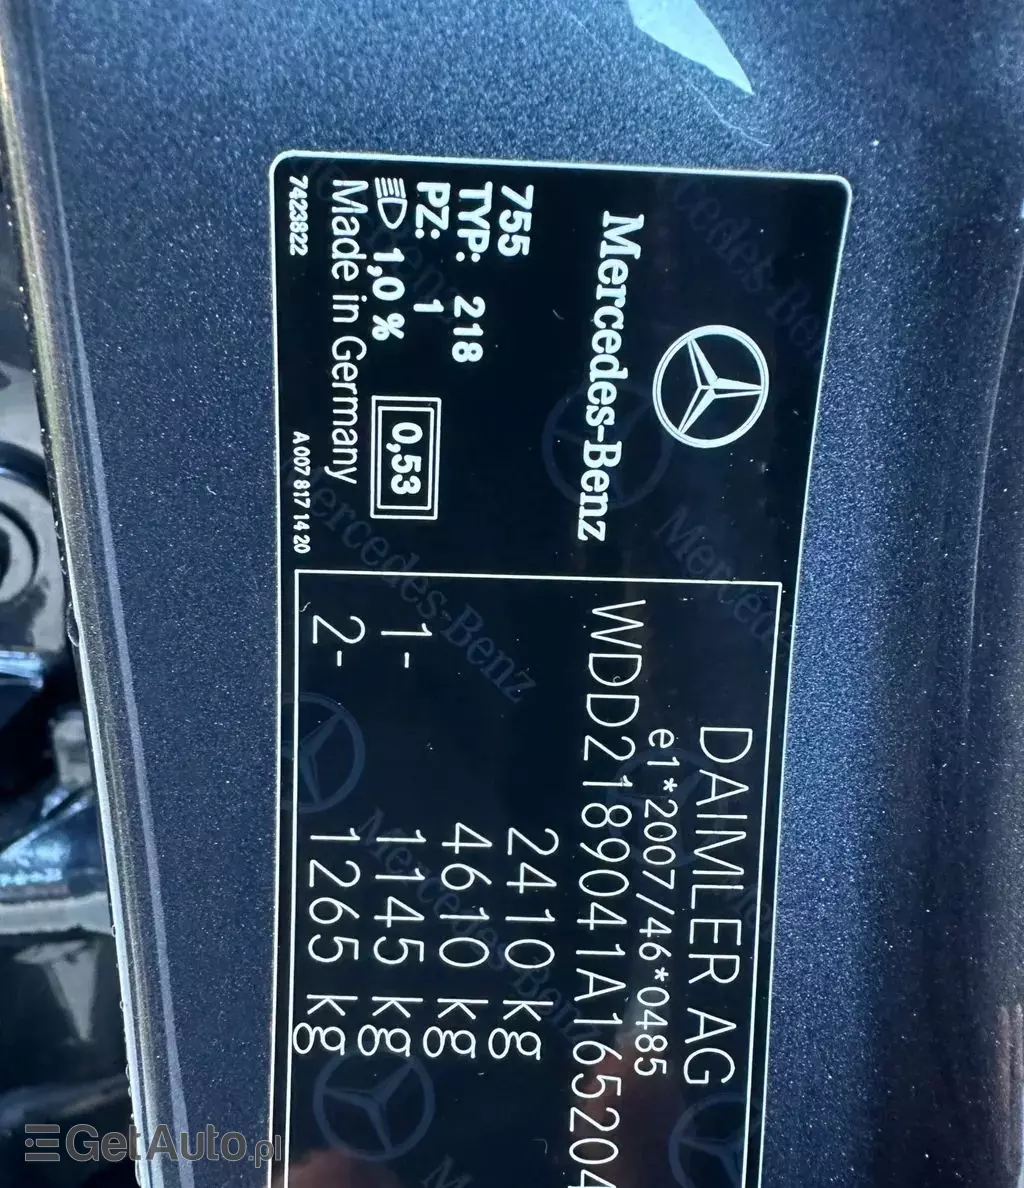 Mercedes-Benz
755
TYP: 218
PZ: 1
1,0 %
0,53
Made in Germany
7423822
A 007 817 14 20
DAIMLER AG
e1*2007/46*0485
WDD2189041A165204
2410 kg
4610 kg
1- 1145 kg
2- 1265 kg
GetAuto.pl